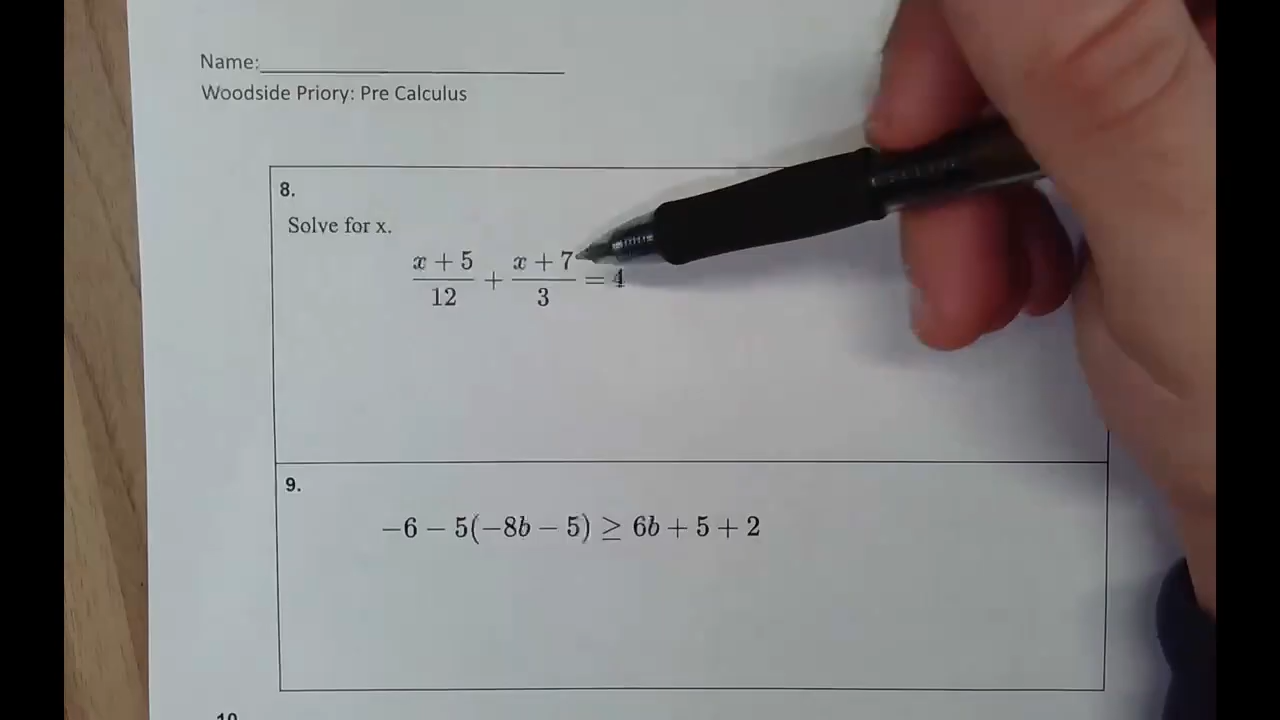 Name:
Woodside Priory: Pre Calculus
8.
Solve for x.
x + 5
12
+
x + 7
3
= 4
9.
−6 − 5(−8b − 5) ≥ 6b + 5 + 2